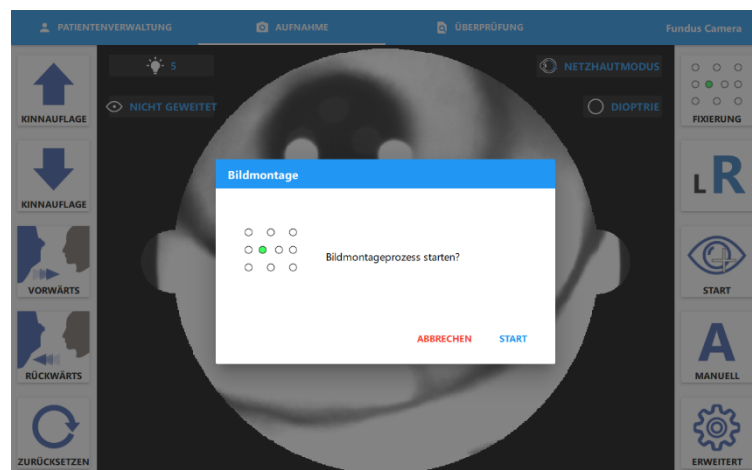 PATIENTENVERWALTUNG
AUFNAHME
ÜBERPRÜFUNG
Fundus Camera
5
NETZHAUTMODUS
NICHT GEWEITET
DIOPTRIE
KINNAUFLAGE
FIXIERUNG
KINNAUFLAGE
L R
VORWÄRTS
START
RÜCKWÄRTS
A
MANUELL
ZURÜCKSETZEN
ERWEITERT
Bildmontage
Bildmontageprozess starten?
ABBRECHEN START